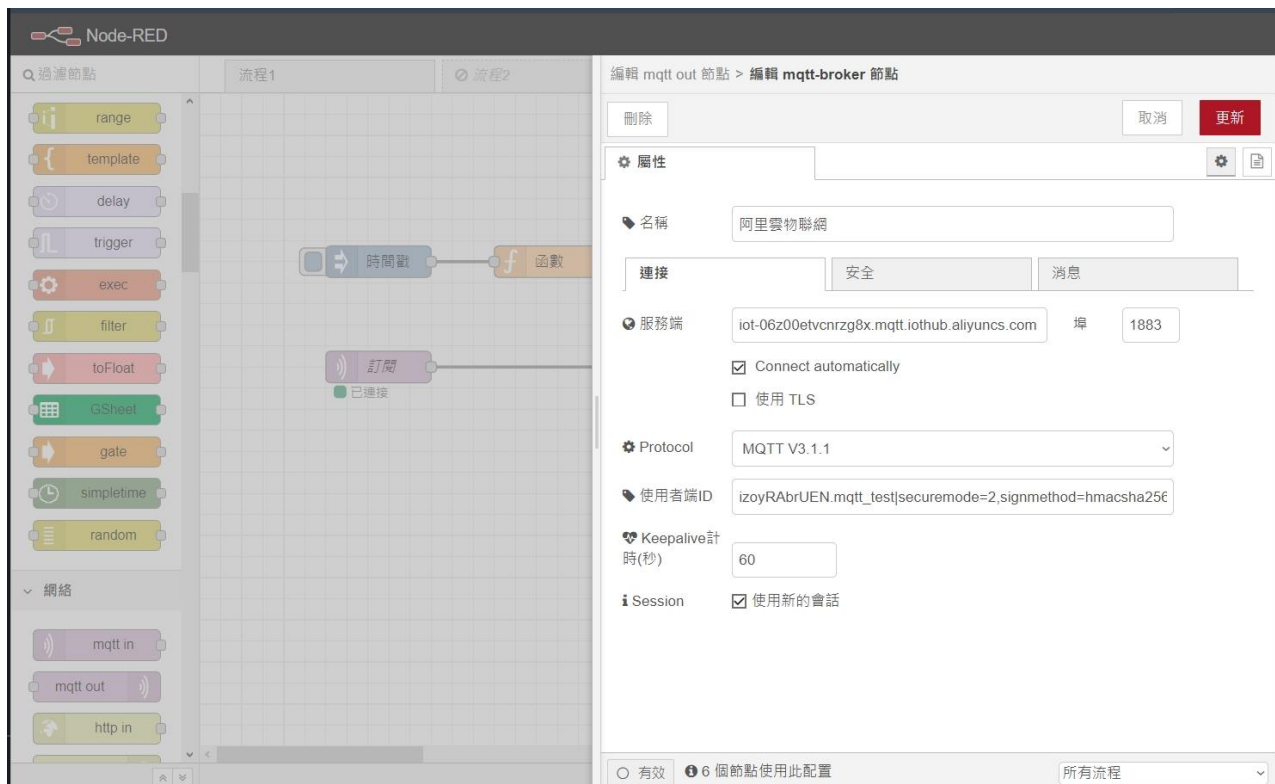 Node-RED
過濾節點
流程1
流程2
編輯 mqtt out 節點 > 編輯 mqtt-broker 節點
刪除
取消
更新
屬性
range
template
delay
trigger
exec
filter
toFloat
GSheet
gate
simpletime
random
網絡
mqtt in
mqtt out
http in
時間戳
函數
訂閱
已連接
名稱
阿里雲物聯網
連接
安全
消息
服務端
iot-06z00etvcnrzg8x.mqtt.iothub.aliyuncs.com
埠
1883
Connect automatically
使用 TLS
Protocol
MQTT V3.1.1
使用者端ID
izoyRAbrUEN.mqtt_test|securemode=2,signmethod=hmacsha256
Keepalive計
時(秒)
60
Session
使用新的會話
有效
6 個節點使用此配置
所有流程